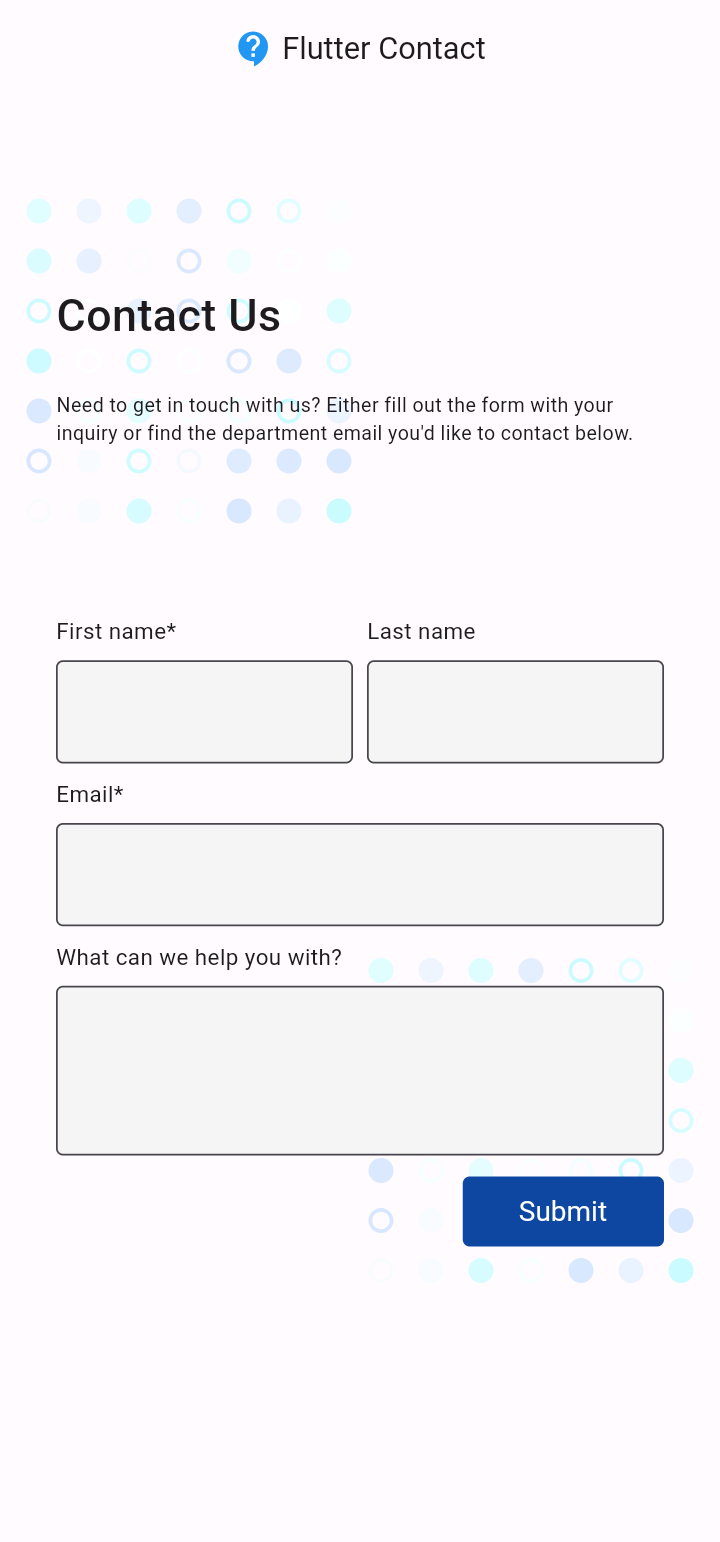 Flutter Contact
Contact Us
Need to get in touch with us? Either fill out the form with your
inquiry or find the department email you'd like to contact below.
First name*
Last name
Email*
What can we help you with?
Submit